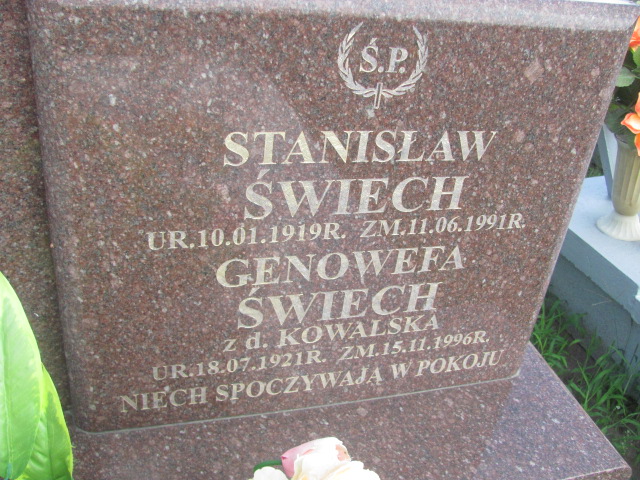 Ś.P.
STANISŁAW
ŚWIECH
UR.10.01.1919R. ZM.11.06.1991R.
GENOWEFA
ŚWIECH
z d. KOWALSKA
UR.18.07.1921R. ZM.15.11.1996R.
NIECH SPOCZYWAJĄ W POKOJU